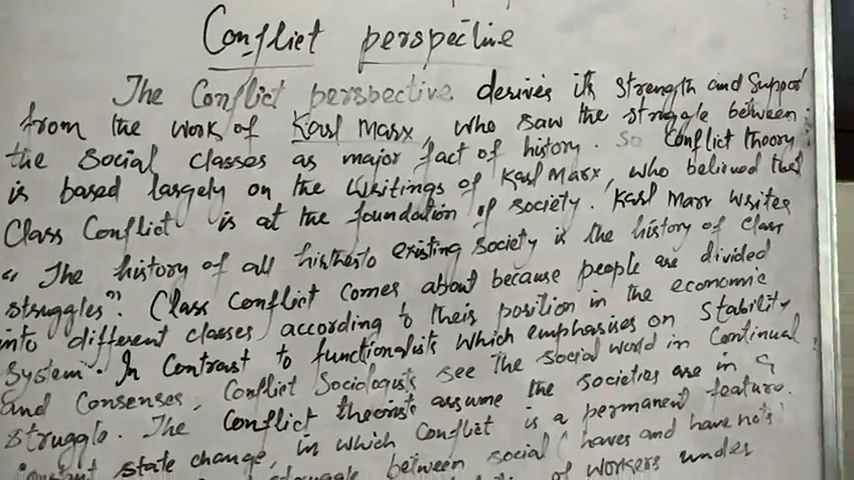 Conflict perspective
The Conflict perspective derives its strength and Support
from the work of Karl Marx, who saw the struggle between
the social classes as major fact of history. So Conflict theory
is based largely on the writings of Karl Marx, who believed that
Class Conflict is at the foundation of society. Karl Marx writes
" The history of all hitherto existing society is the history of class
struggles". Class Conflict comes about because people are divided
into different classes according to their position in the economic
system. In Contrast to functionalists which emphasises on Stability
and Consenses, Conflict Sociologists see the social world in Continual
struggle. The Conflict theorists assume the societies are in a
Constant state change, in which Conflict is a permanent feature.
struggle between social (haves and have nots
of workers under